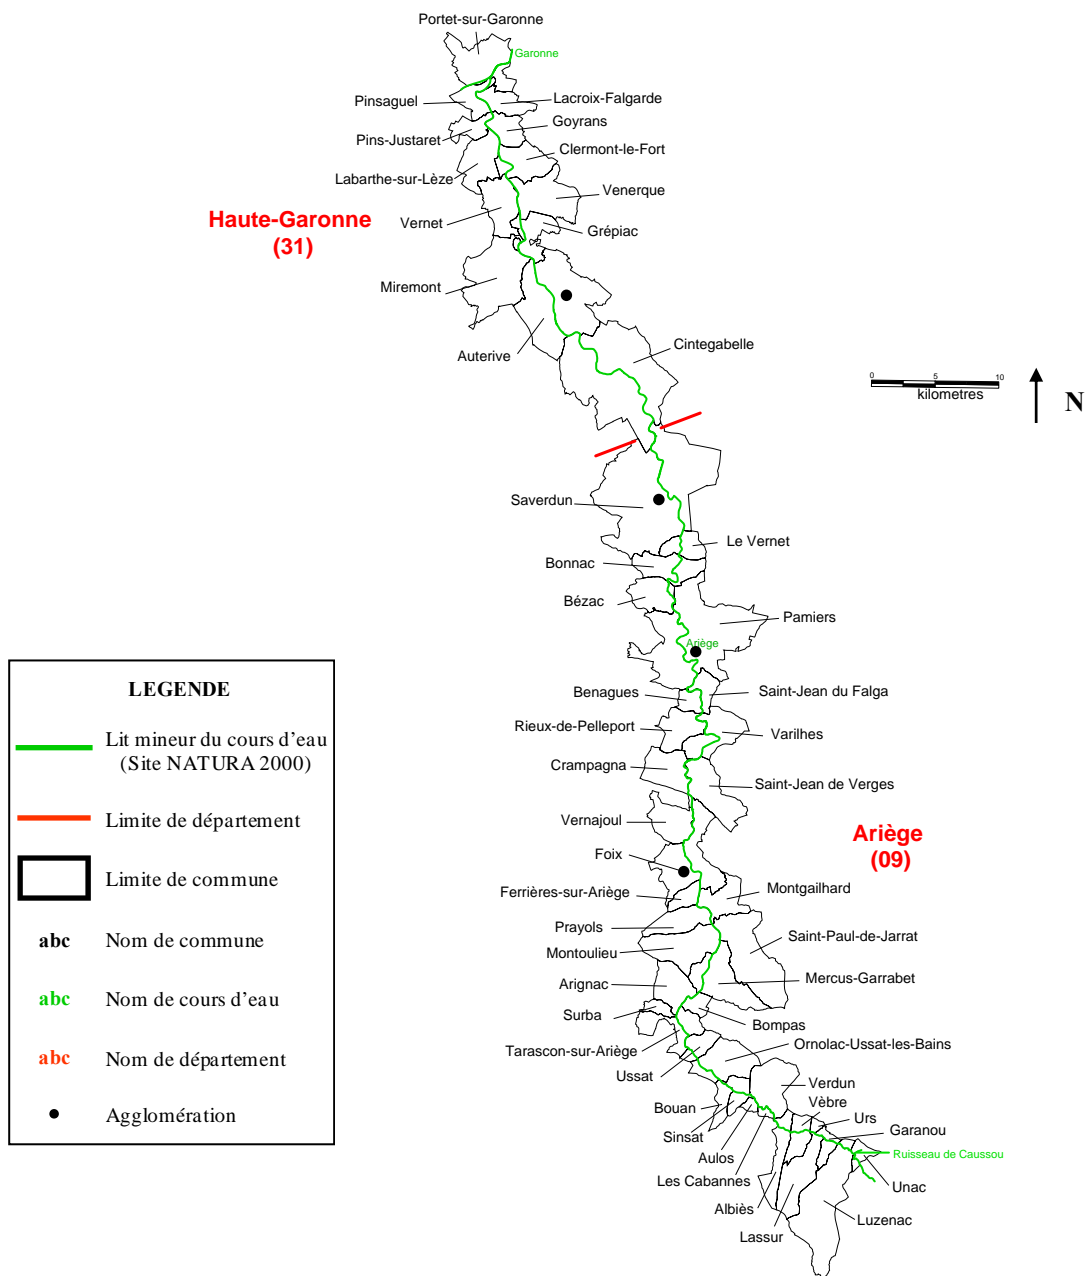 Portet-sur-Garonne
Garonne
Pinsaguel
Lacroix-Falgarde
Goyrans
Pins-Justaret
Clermont-le-Fort
Labarthe-sur-Lèze
Venerque
Haute-Garonne
(31)
Vernet
Grépiac
Miremont
Auterive
Cintegabelle
0 5 10
kilometres
N
Saverdun
Le Vernet
Bonnac
Bézac
Pamiers
Ariège
Benagues
Saint-Jean du Falga
Rieux-de-Pelleport
Varilhes
Crampagna
Saint-Jean de Verges
Vernajoul
Ariège
(09)
Foix
Ferrières-sur-Ariège
Montgailhard
Prayols
Saint-Paul-de-Jarrat
Montoulieu
Mercus-Garrabet
Arignac
Surba
Bompas
Tarascon-sur-Ariège
Ornolac-Ussat-les-Bains
Ussat
Verdun
Bouan
Vèbre
Urs
Sinsat
Garanou
Aulos
Ruisseau de Caussou
Les Cabannes
Unac
Albiès
Luzenac
Lassur
LEGENDE
Lit mineur du cours d'eau
(Site NATURA 2000)
Limite de département
Limite de commune
abc Nom de commune
abc Nom de cours d'eau
abc Nom de département
Agglomération